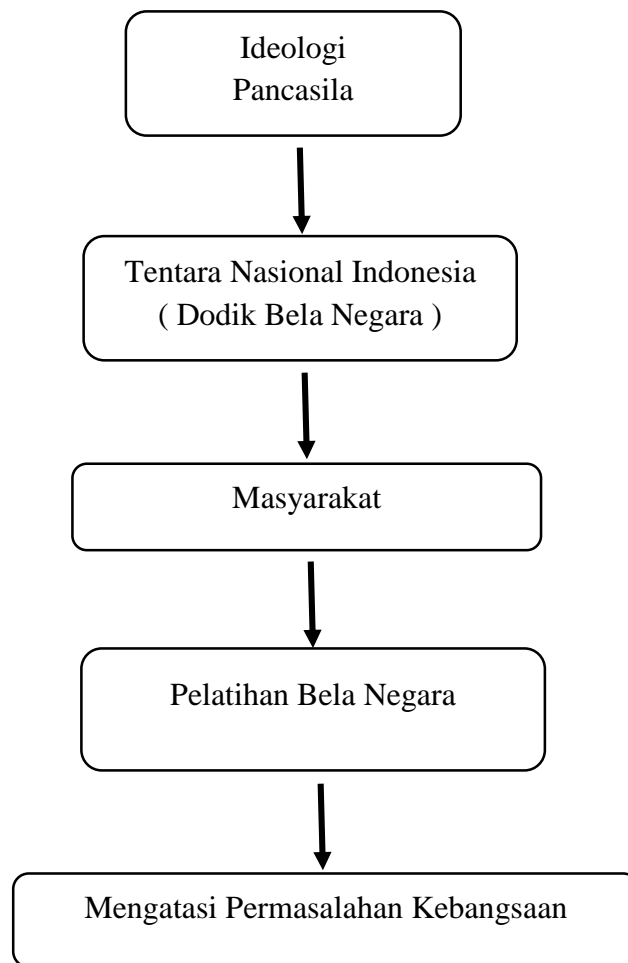 Ideologi
Pancasila
Tentara Nasional Indonesia
( Dodik Bela Negara )
Masyarakat
Pelatihan Bela Negara
Mengatasi Permasalahan Kebangsaan